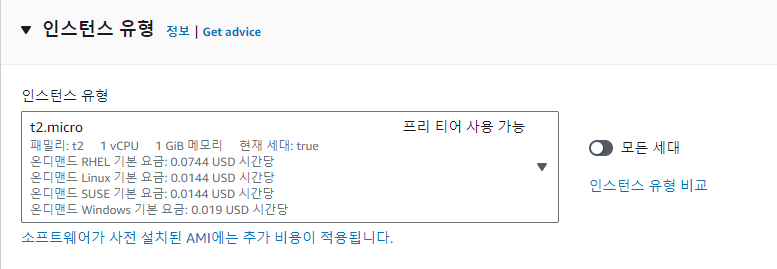 인스턴스 유형 정보 | Get advice
인스턴스 유형
t2.micro 프리 티어 사용 가능
패밀리: t2 1 vCPU 1 GiB 메모리 현재 세대: true
온디맨드 RHEL 기본 요금: 0.0744 USD 시간당
온디맨드 Linux 기본 요금: 0.0144 USD 시간당
온디맨드 SUSE 기본 요금: 0.0144 USD 시간당
온디맨드 Windows 기본 요금: 0.019 USD 시간당
모든 세대
인스턴스 유형 비교
소프트웨어가 사전 설치된 AMI에는 추가 비용이 적용됩니다.